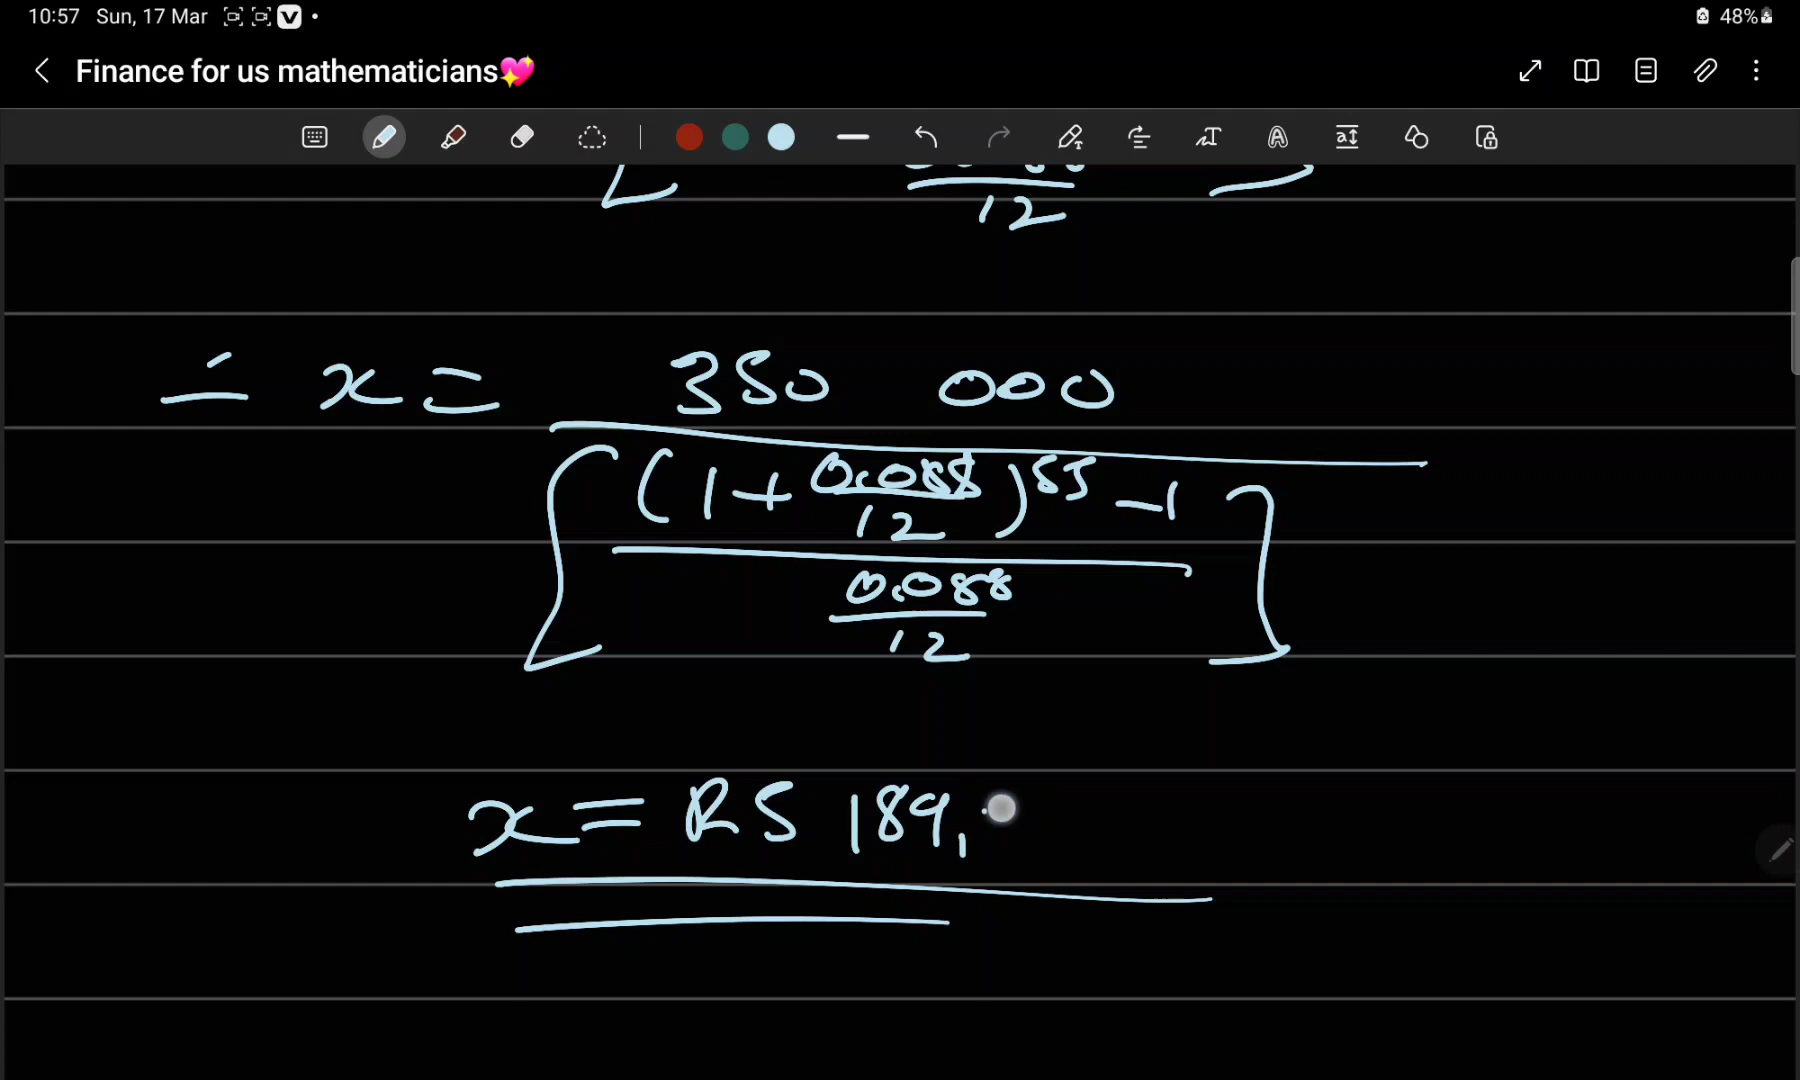 10:57 Sun, 17 Mar 48%
Finance for us mathematicians💖
12
∴ x = 350 000
[ (1 + 0.088/12)^55 - 1 ]
0.088
12
x = R5 189,